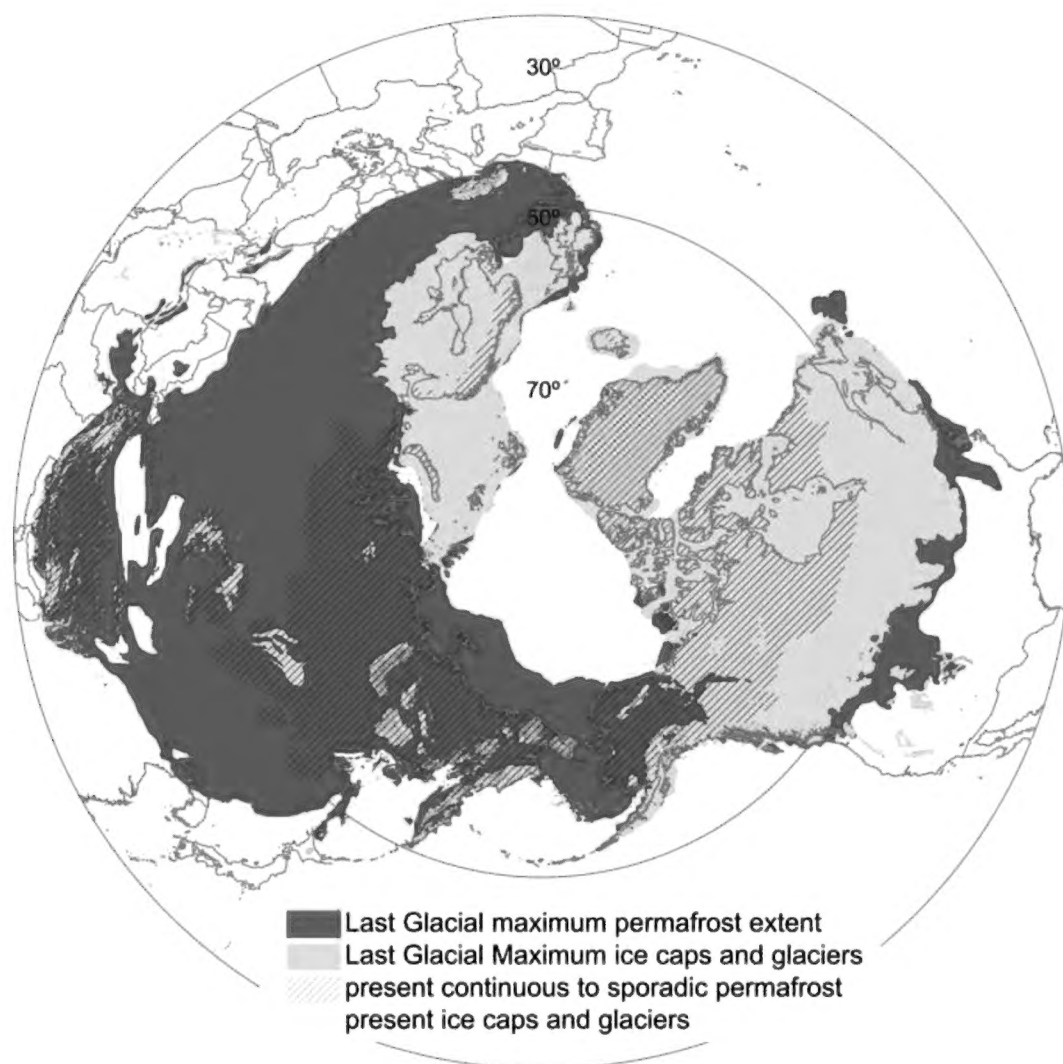 30º
50º
70º
Last Glacial maximum permafrost extent
Last Glacial Maximum ice caps and glaciers
present continuous to sporadic permafrost
present ice caps and glaciers